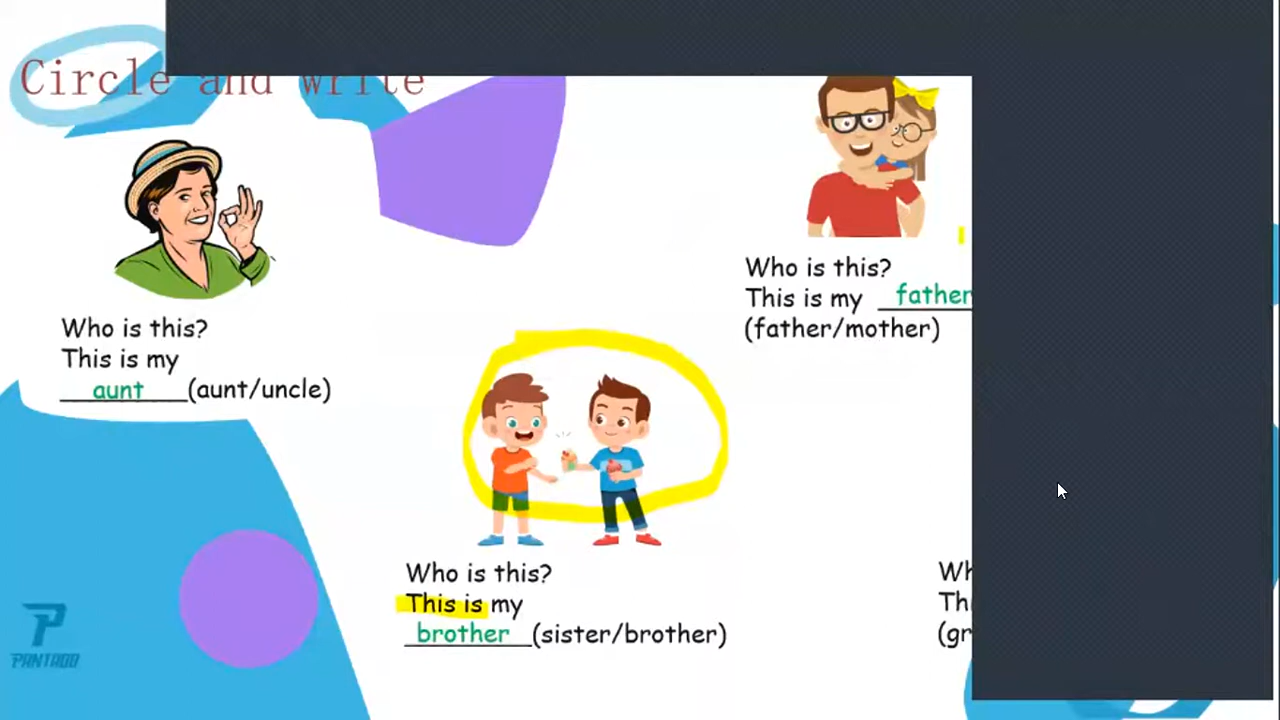 Circle and write
Who is this?
This is my
aunt (aunt/uncle)
Who is this?
This is my father
(father/mother)
Who is this?
This is my
brother (sister/brother)
PANTADO